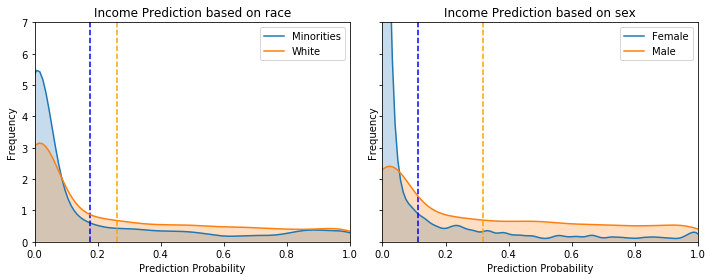 Income Prediction based on race
Frequency
7
6
5
4
3
2
1
0
0.0 0.2 0.4 0.6 0.8 1.0
Prediction Probability
Minorities
White
Income Prediction based on sex
Frequency
0.0 0.2 0.4 0.6 0.8 1.0
Prediction Probability
Female
Male